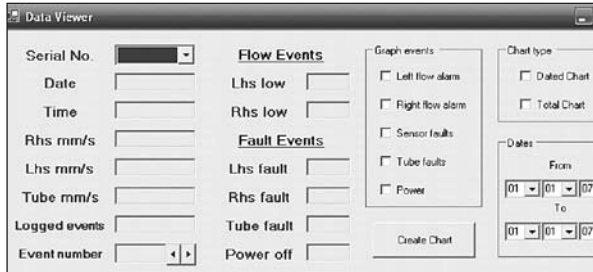 Data Viewer
Serial No.
Date
Time
Rhs mm/s
Lhs mm/s
Tube mm/s
Logged events
Event number
Flow Events
Lhs low
Rhs low
Fault Events
Lhs fault
Rhs fault
Tube fault
Power off
Graph events
Left flow alarm
Right flow alarm
Sensor faults
Tube faults
Power
Create Chart
Chart type
Dated Chart
Total Chart
Dates
From
01 01 07
To
01 01 07